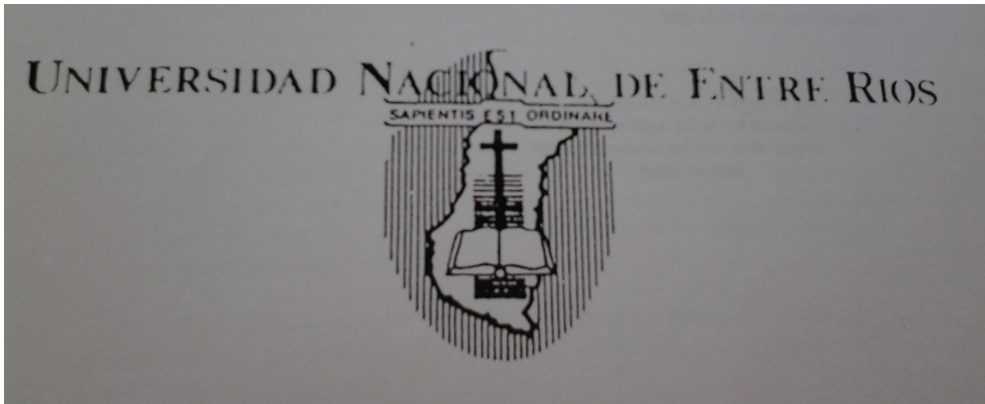 UNIVERSIDAD NACIONAL DE ENTRE RIOS
SAPIENTIS EST ORDINARE